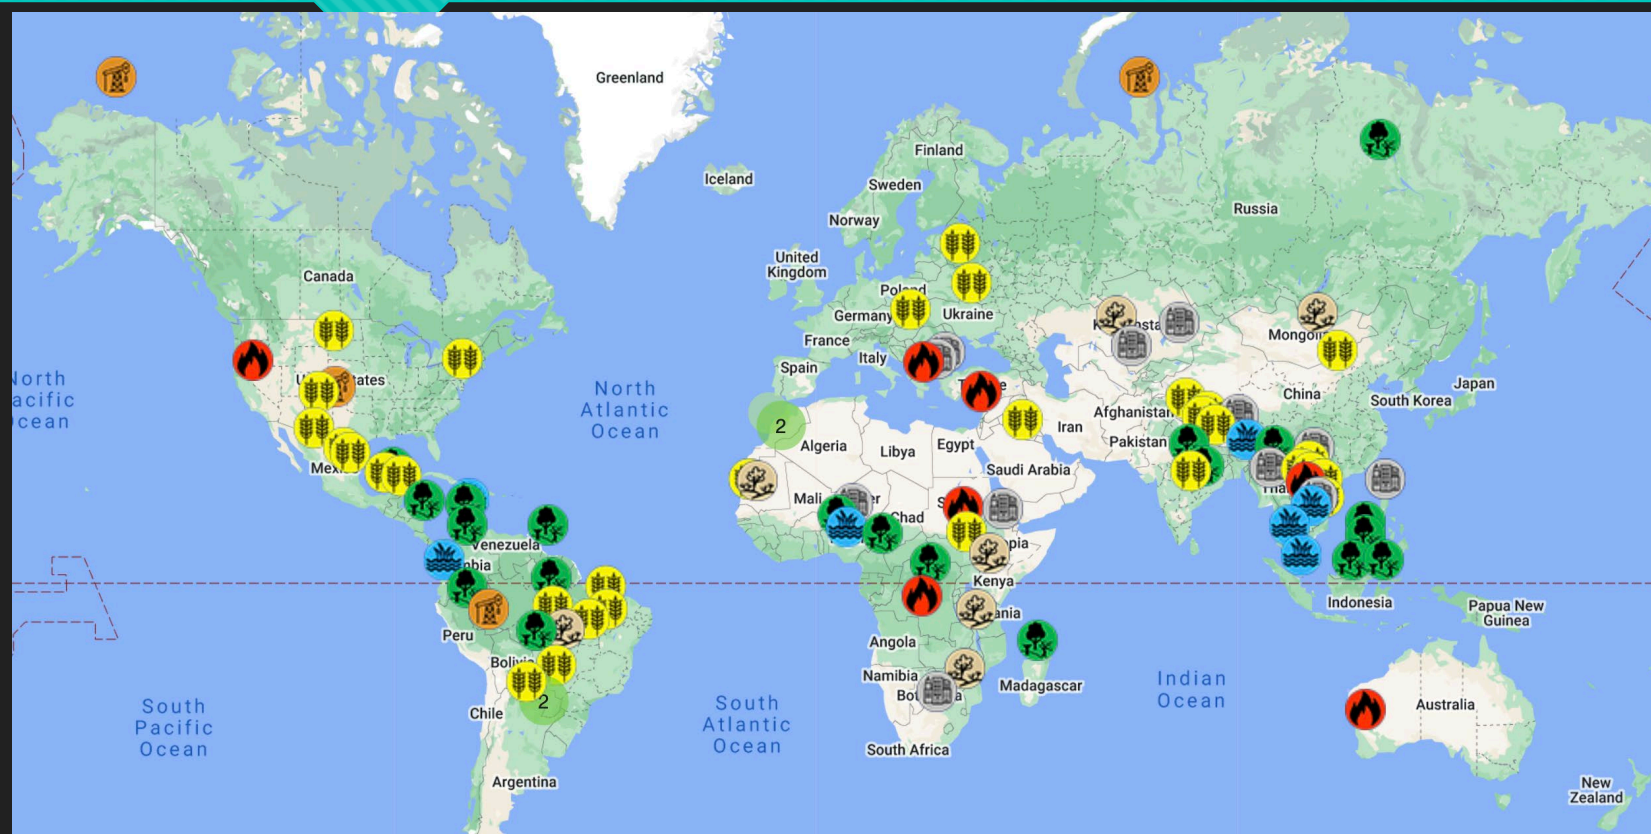 Greenland
Iceland
Finland
Sweden
Norway
Russia
United
Kingdom
Canada
Poland
Germany
Ukraine
France
Italy
Spain
Mongol
North
Atlantic
Ocean
Japan
South Korea
China
Afghanistan
Iran
Pakistan
2
Algeria
Libya
Egypt
Saudi Arabia
Mali
Chad
Venezuela
Kenya
Indonesia
Papua New
Guinea
Peru
Angola
Namibia
Madagascar
Indian
Ocean
2
Chile
South
Pacific
Ocean
South
Atlantic
Ocean
Australia
South Africa
Argentina
New
Zealand